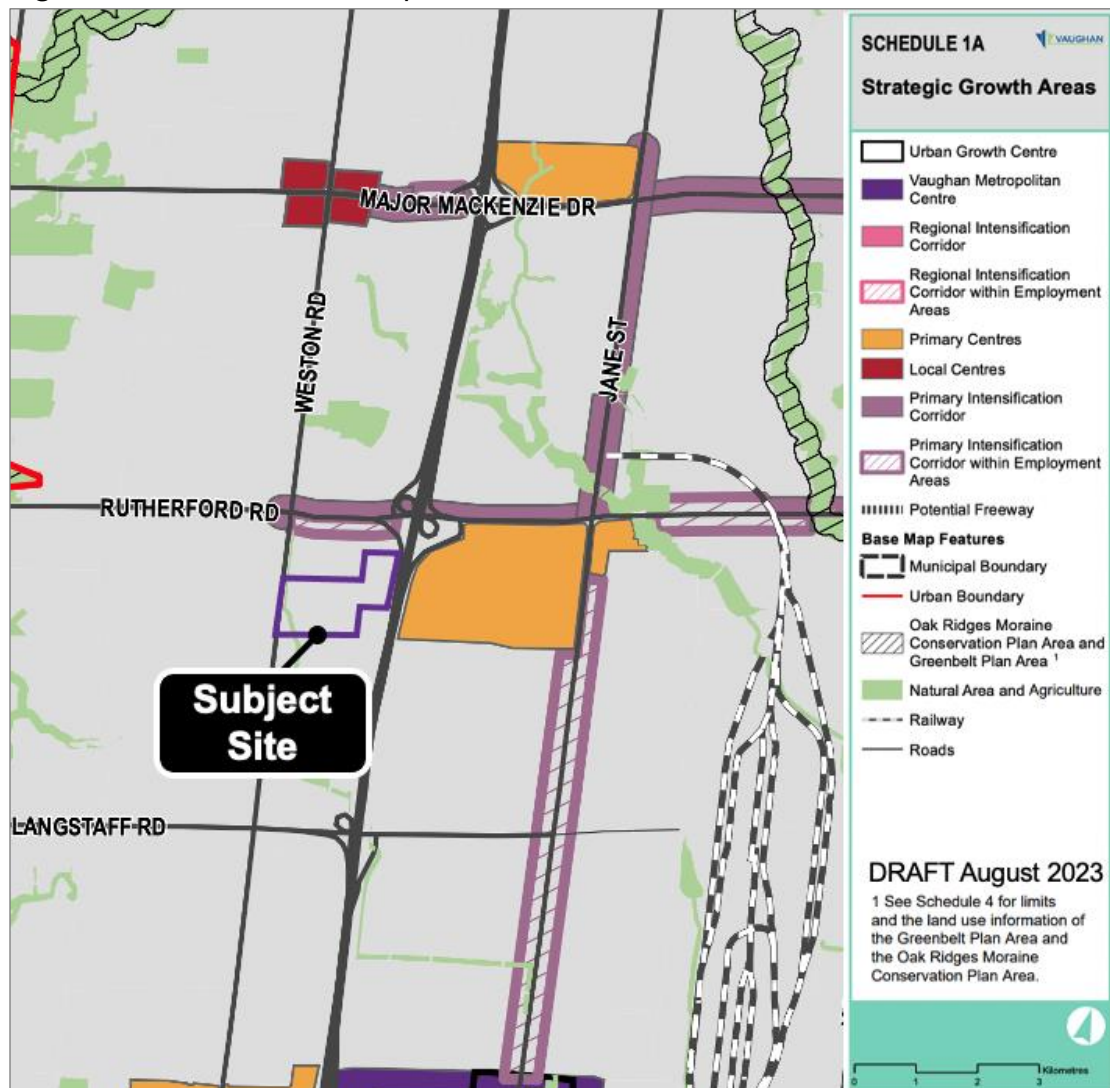 MAJOR MACKENZIE DR
WESTON RD
JANE ST
RUTHERFORD RD
Subject
Site
LANGSTAFF RD
SCHEDULE 1A
VAUGHAN
Strategic Growth Areas
Urban Growth Centre
Vaughan Metropolitan
Centre
Regional Intensification
Corridor
Regional Intensification
Corridor within Employment
Areas
Primary Centres
Local Centres
Primary Intensification
Corridor
Primary Intensification
Corridor within Employment
Areas
Potential Freeway
Base Map Features
Municipal Boundary
Urban Boundary
Oak Ridges Moraine
Conservation Plan Area and
Greenbelt Plan Area 1
Natural Area and Agriculture
Railway
Roads
DRAFT August 2023
1 See Schedule 4 for limits
and the land use information of
the Greenbelt Plan Area and
the Oak Ridges Moraine
Conservation Plan Area.
0 1 2 3 Kilometres